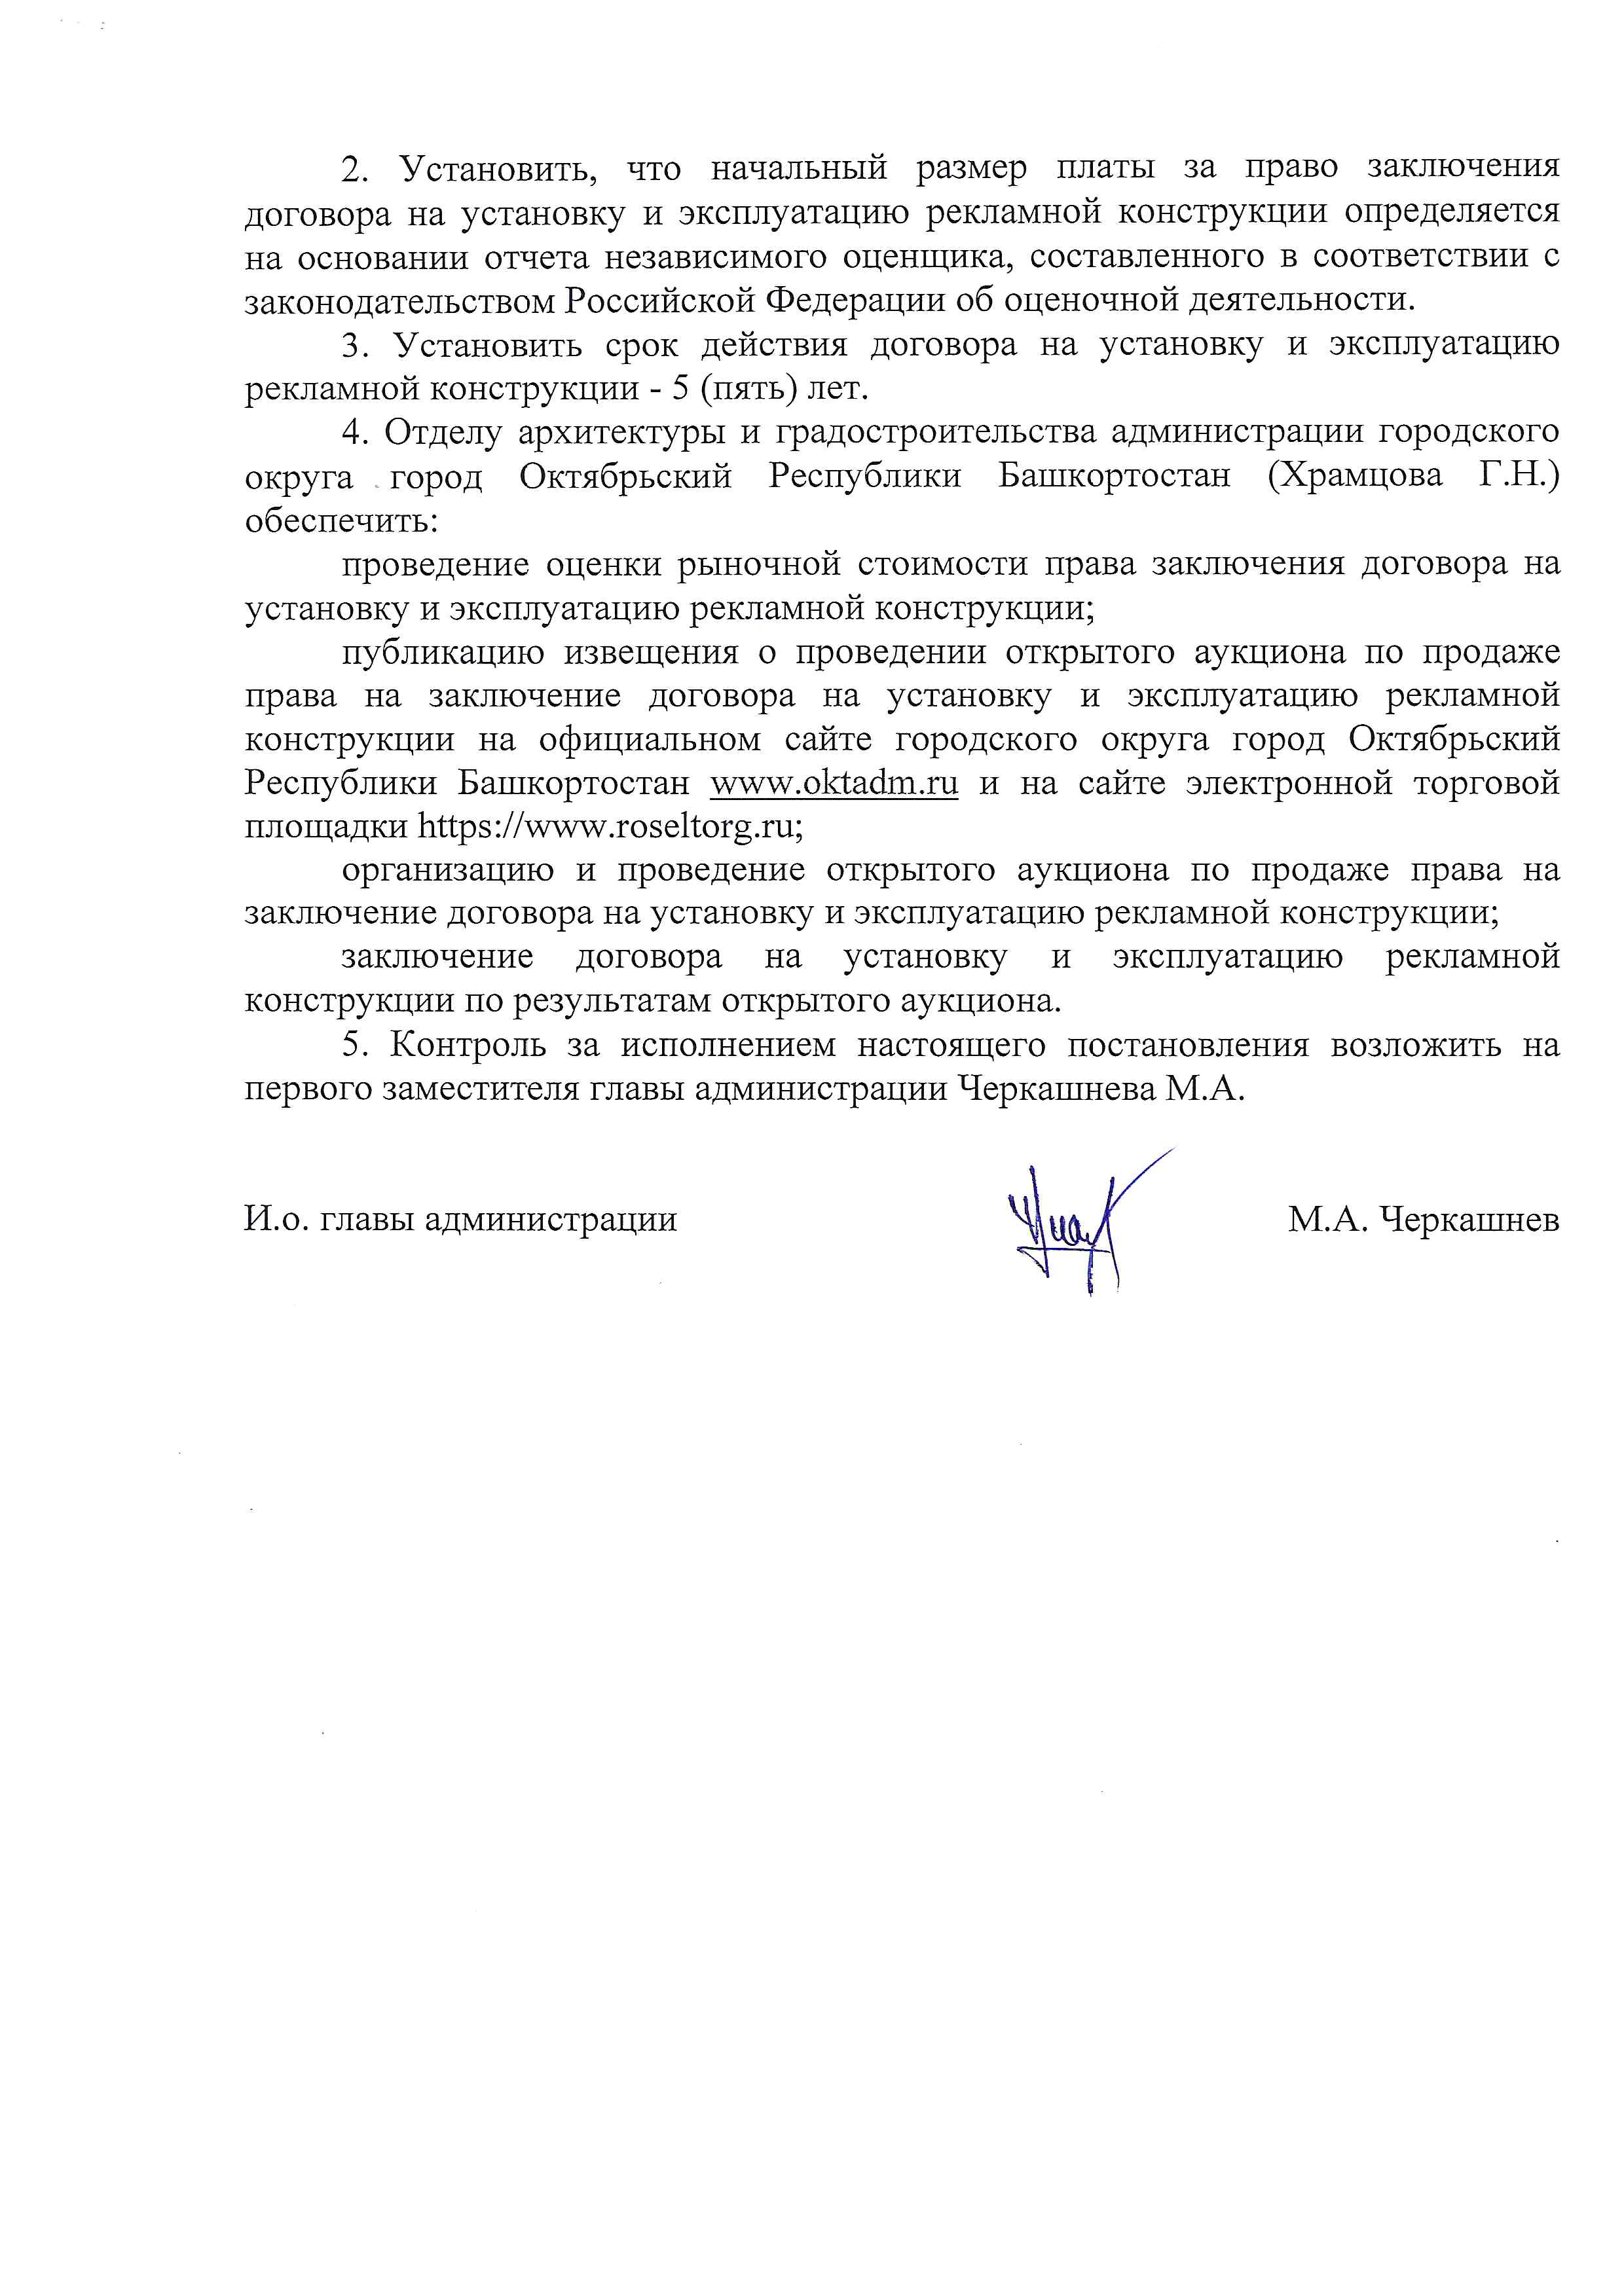 2. Установить, что начальный размер платы за право заключения
договора на установку и эксплуатацию рекламной конструкции определяется
на основании отчета независимого оценщика, составленного в соответствии с
законодательством Российской Федерации об оценочной деятельности.
3. Установить срок действия договора на установку и эксплуатацию
рекламной конструкции - 5 (пять) лет.
4. Отделу архитектуры и градостроительства администрации городского
округа город Октябрьский Республики Башкортостан (Храмцова Г.Н.)
обеспечить:
проведение оценки рыночной стоимости права заключения договора на
установку и эксплуатацию рекламной конструкции;
публикацию извещения о проведении открытого аукциона по продаже
права на заключение договора на установку и эксплуатацию рекламной
конструкции на официальном сайте городского округа город Октябрьский
Республики Башкортостан www.oktadm.ru и на сайте электронной торговой
площадки https://www.roseltorg.ru;
организацию и проведение открытого аукциона по продаже права на
заключение договора на установку и эксплуатацию рекламной конструкции;
заключение договора на установку и эксплуатацию рекламной
конструкции по результатам открытого аукциона.
5. Контроль за исполнением настоящего постановления возложить на
первого заместителя главы администрации Черкашнева М.А.
И.о. главы администрации М.А. Черкашнев